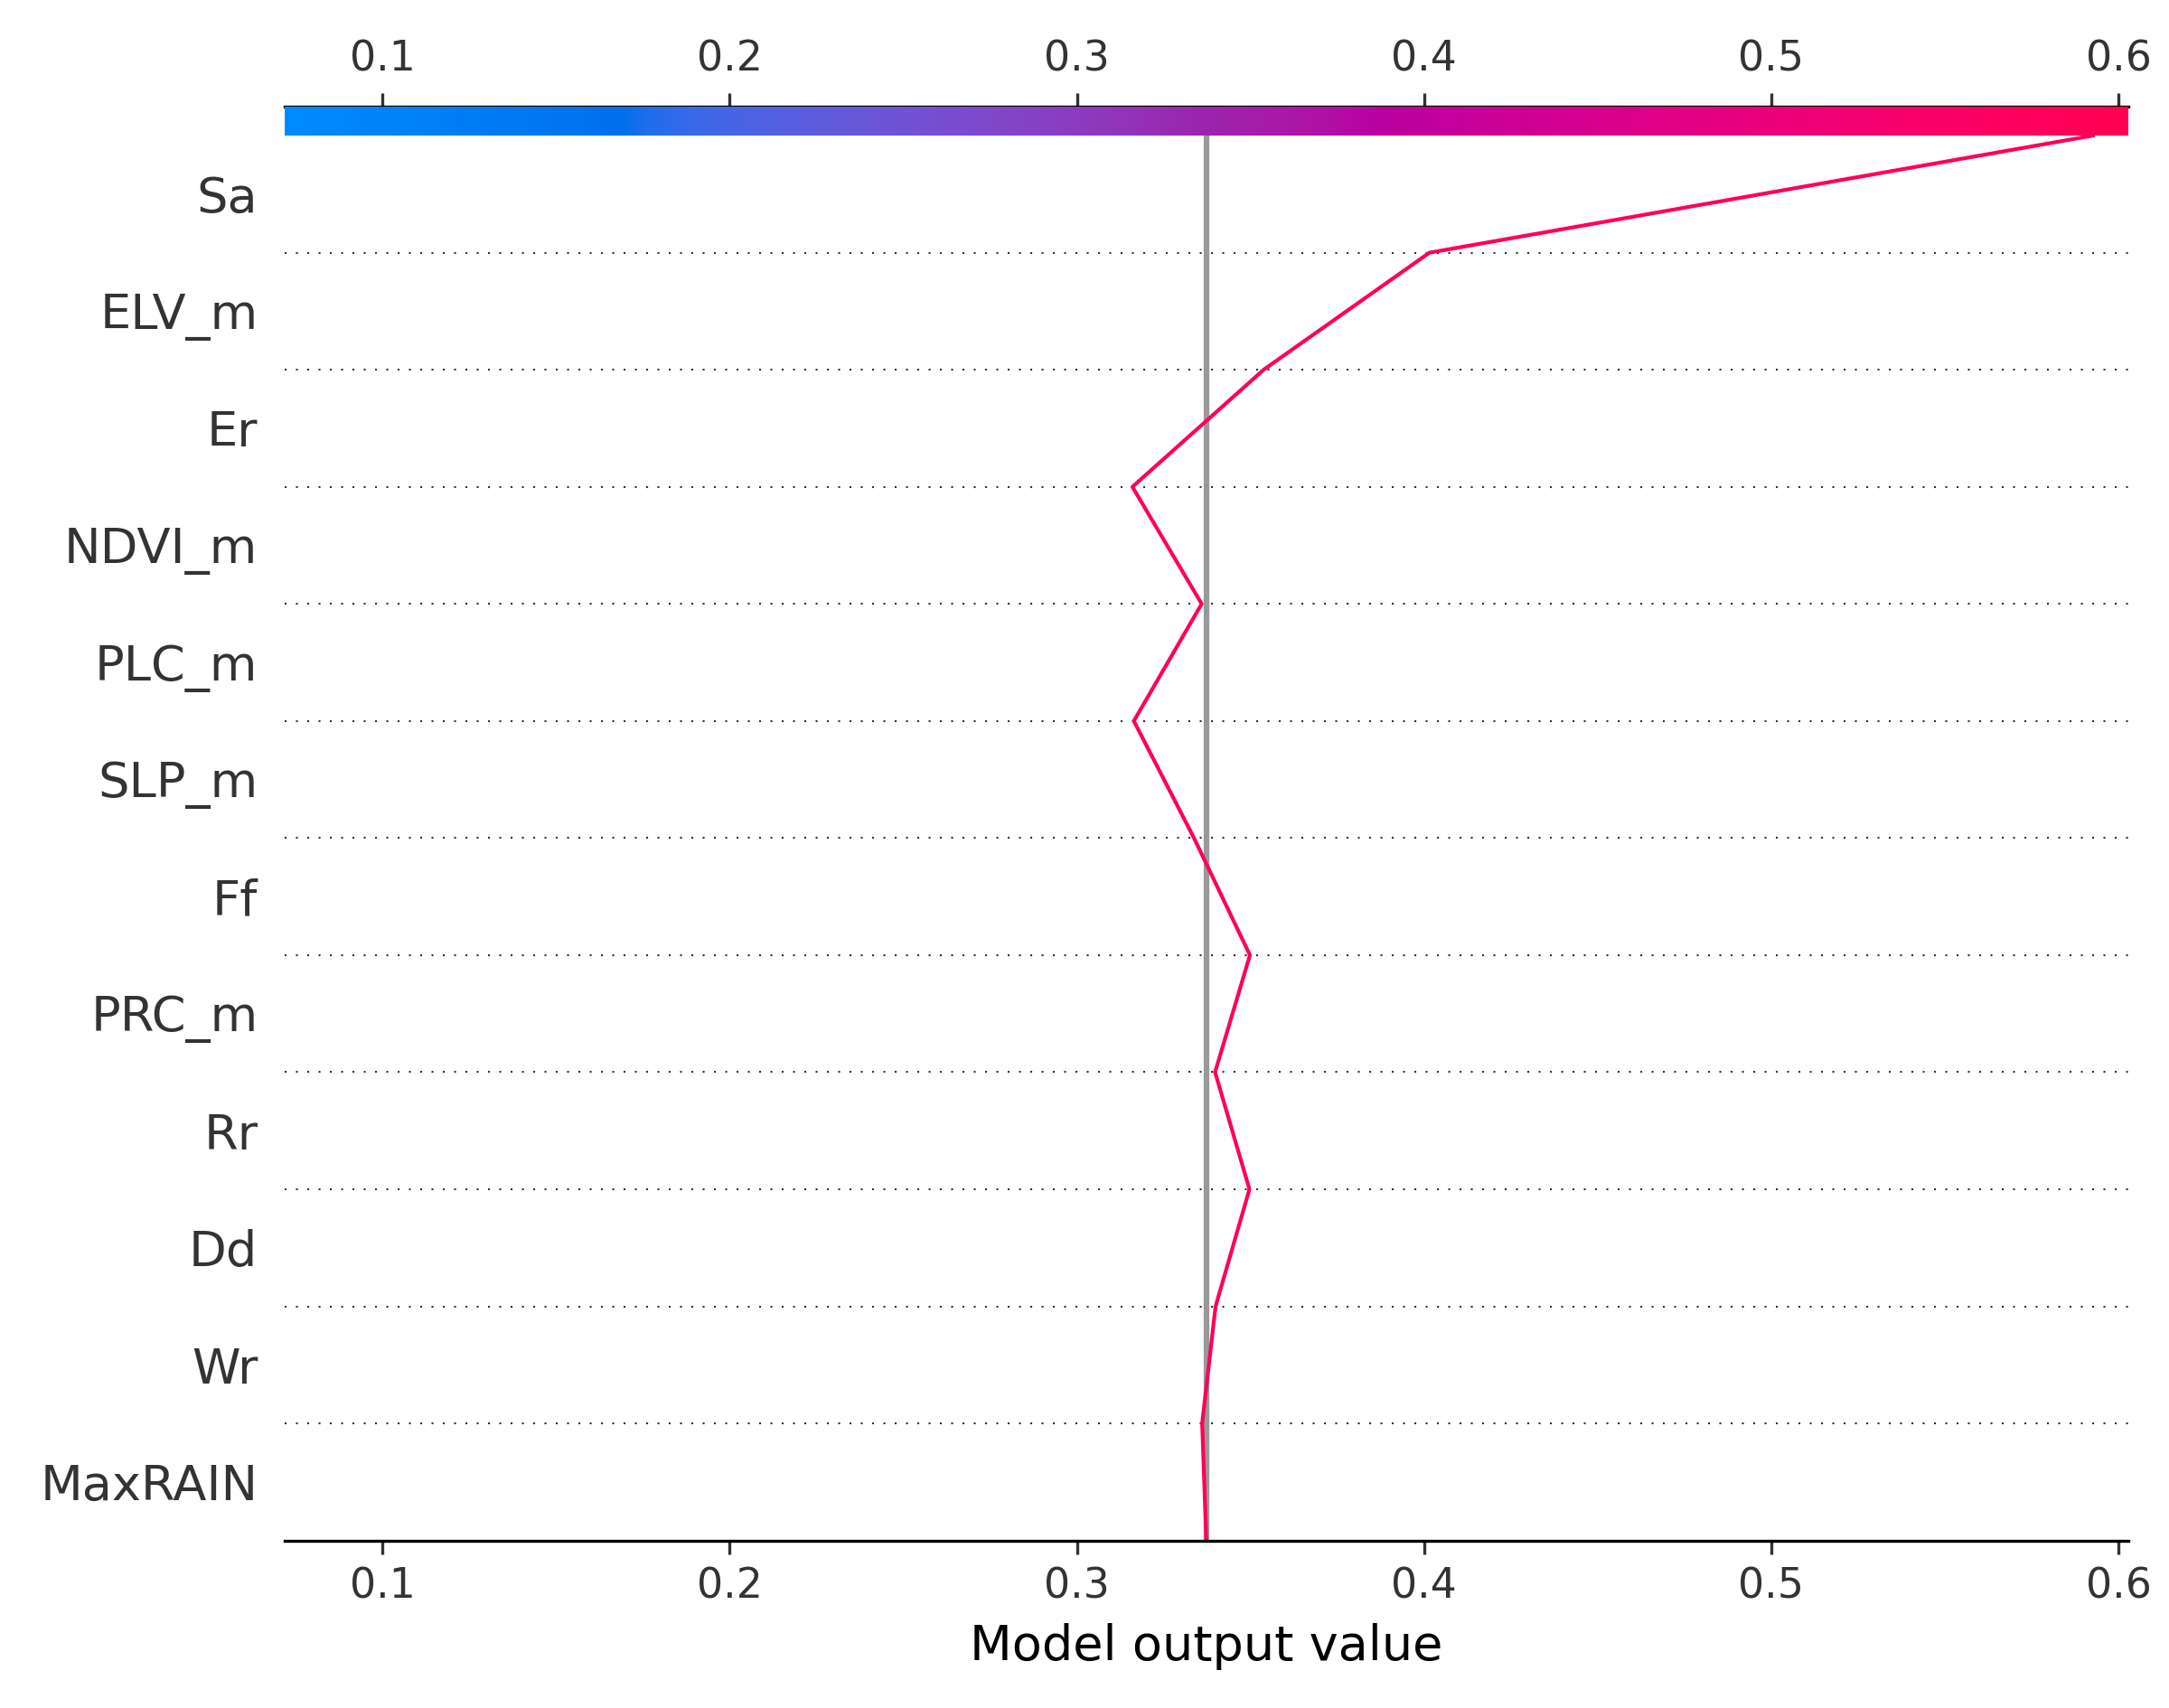 0.1 0.2 0.3 0.4 0.5 0.6
Sa
ELV_m
Er
NDVI_m
PLC_m
SLP_m
Ff
PRC_m
Rr
Dd
Wr
MaxRAIN
0.1 0.2 0.3 0.4 0.5 0.6
Model output value